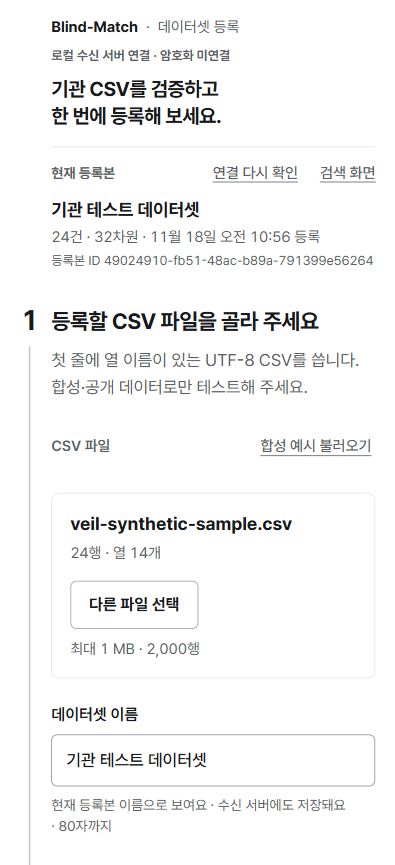 Blind-Match · 데이터셋 등록
로컬 수신 서버 연결 · 암호화 미연결
기관 CSV를 검증하고
한 번에 등록해 보세요.
현재 등록본 연결 다시 확인 검색 화면
기관 테스트 데이터셋
24건 · 32차원 · 11월 18일 오전 10:56 등록
등록본 ID 49024910-fb51-48ac-b89a-791399e56264
1 등록할 CSV 파일을 골라 주세요
첫 줄에 열 이름이 있는 UTF-8 CSV를 씁니다.
합성·공개 데이터로만 테스트해 주세요.
CSV 파일 합성 예시 불러오기
veil-synthetic-sample.csv
24행 · 열 14개
다른 파일 선택
최대 1 MB · 2,000행
데이터셋 이름
기관 테스트 데이터셋
현재 등록본 이름으로 보여요 · 수신 서버에도 저장돼요
· 80자까지